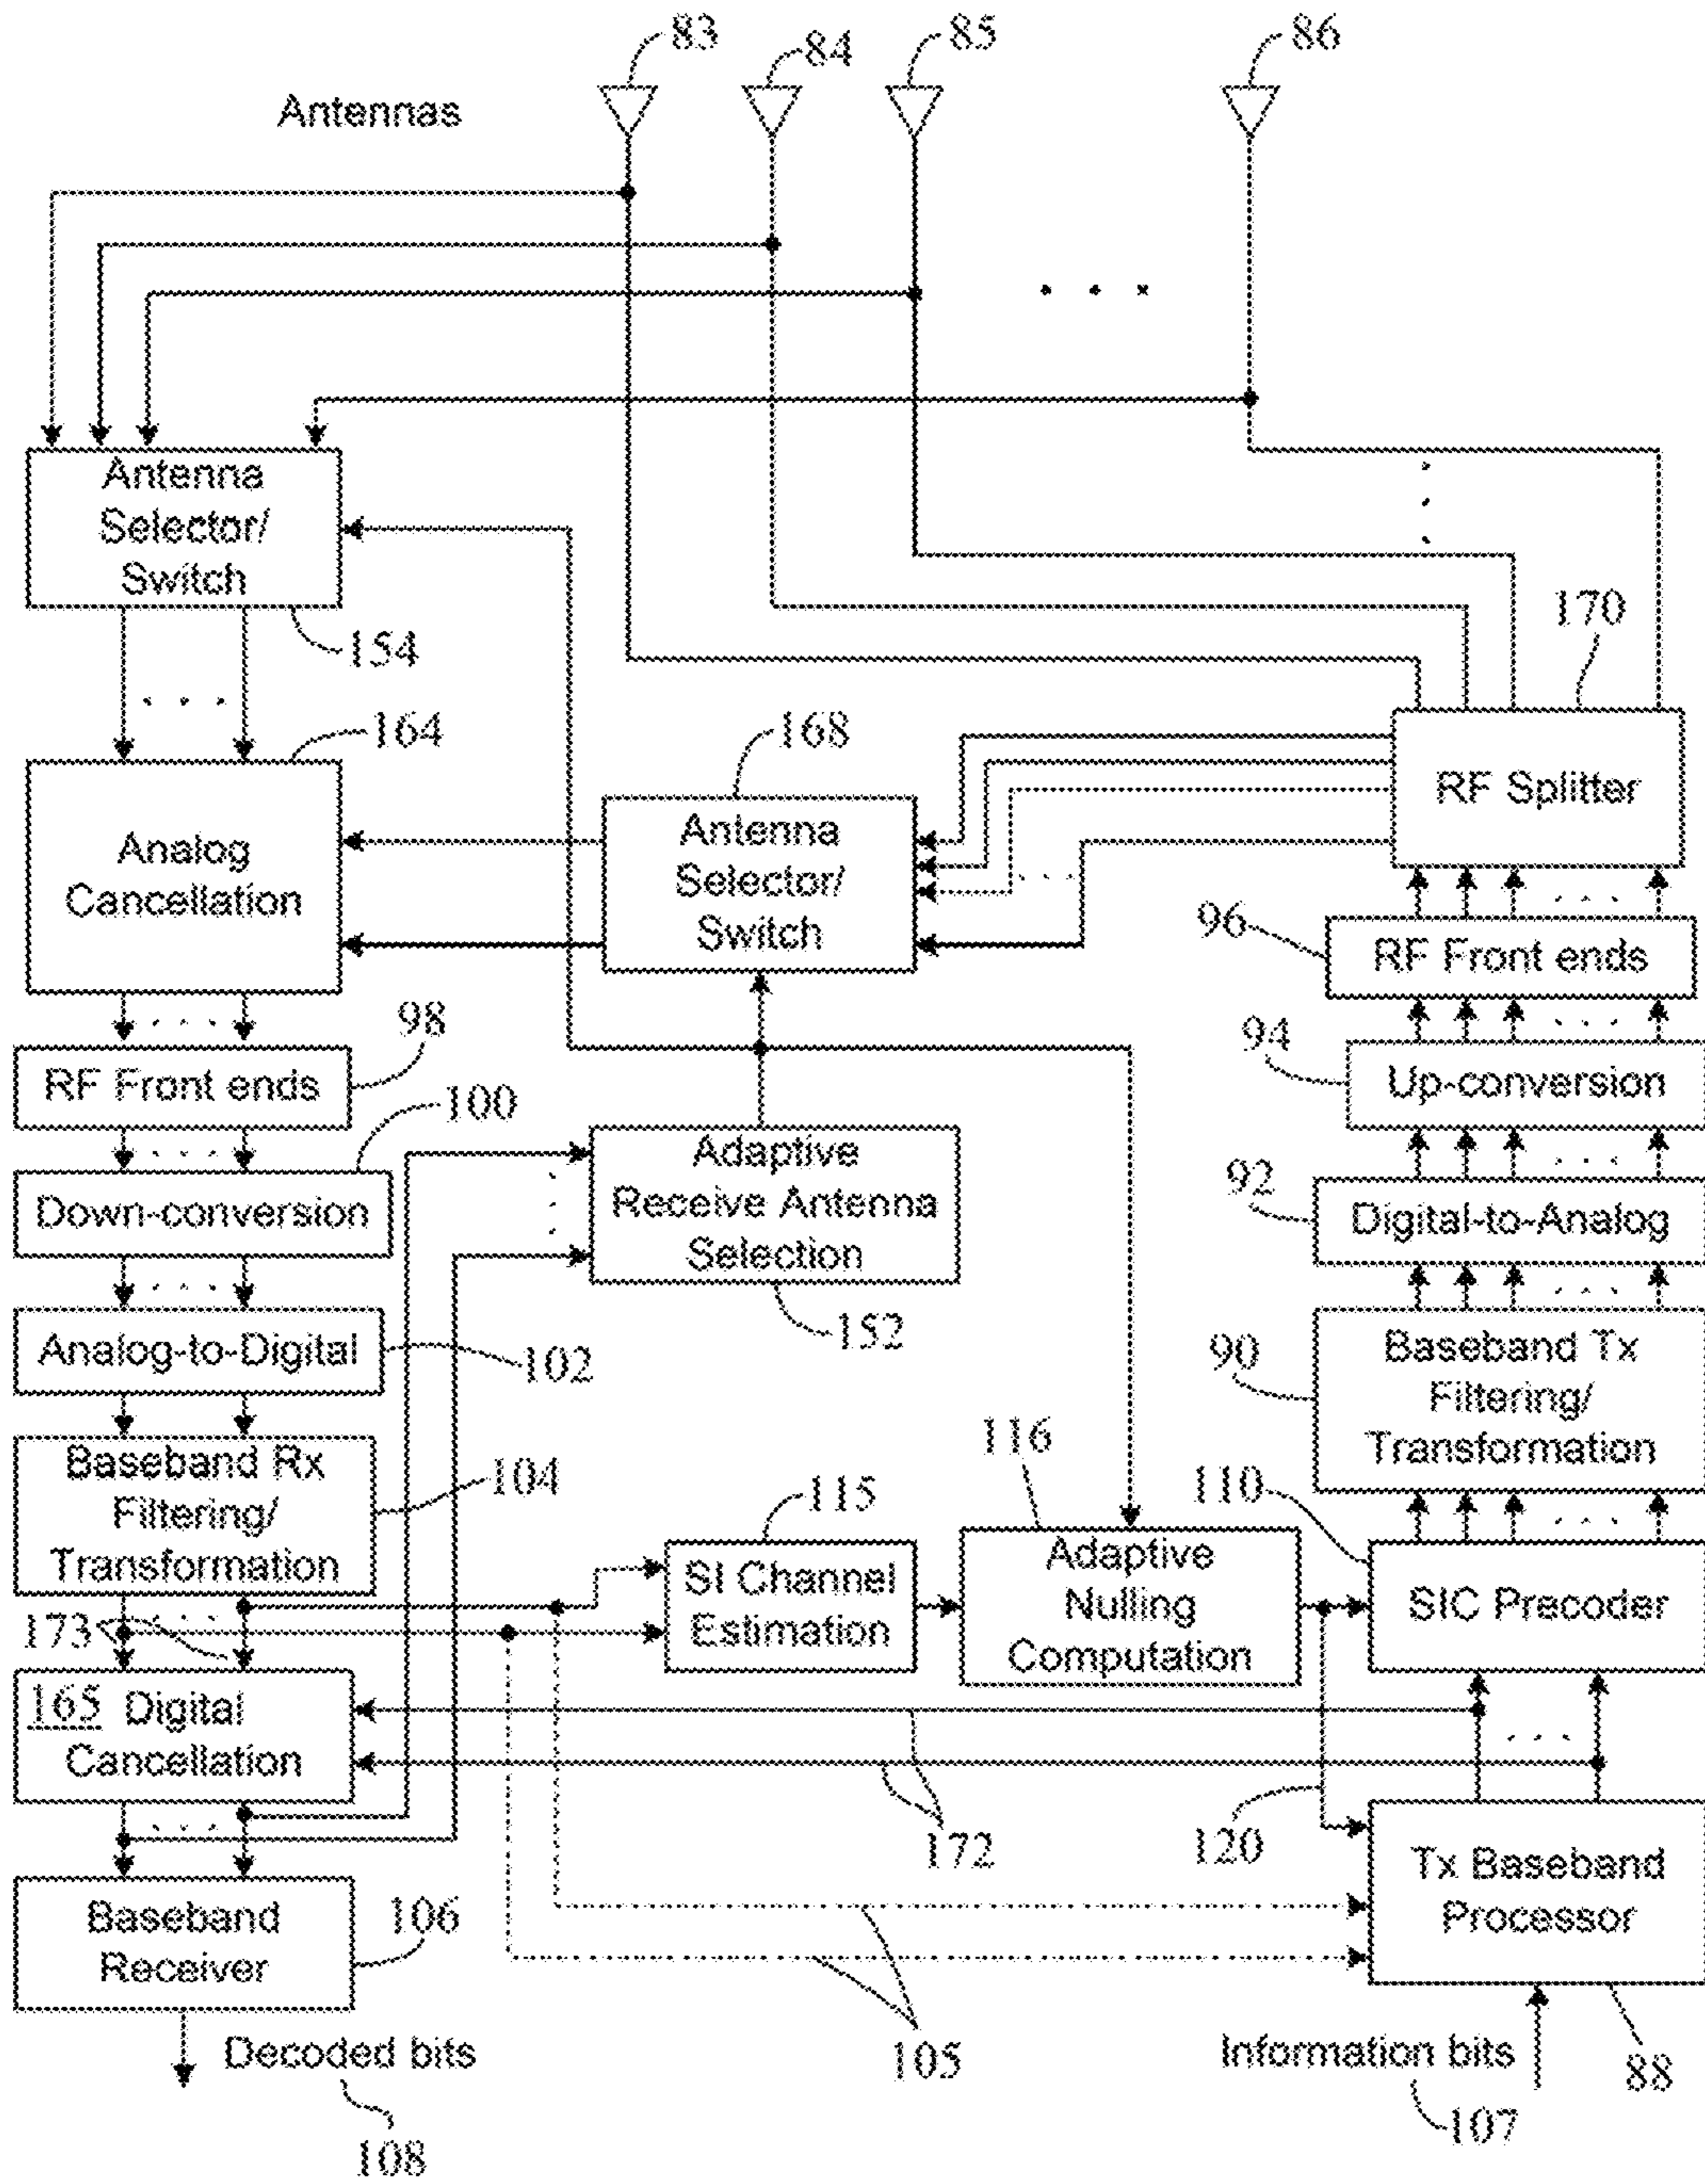 83
84
85
86
Antennas
Antenna
Selector/
Switch
154
170
164
168
RF Splitter
Analog
Cancellation
Antenna
Selector/
Switch
96
RF Front ends
98
94
RF Front ends
Up-conversion
100
Adaptive
Receive Antenna
Selection
92
Down-conversion
Digital-to-Analog
152
Analog-to-Digital
102
90
Baseband Tx
Filtering/
Transformation
116
Baseband Rx
Filtering/
Transformation
104
115
110
SI Channel
Estimation
Adaptive
Nulling
Computation
SIC Precoder
173
165 Digital
Cancellation
172
120
Tx Baseband
Processor
Baseband
Receiver
106
105
Decoded bits
Information bits
88
108
107